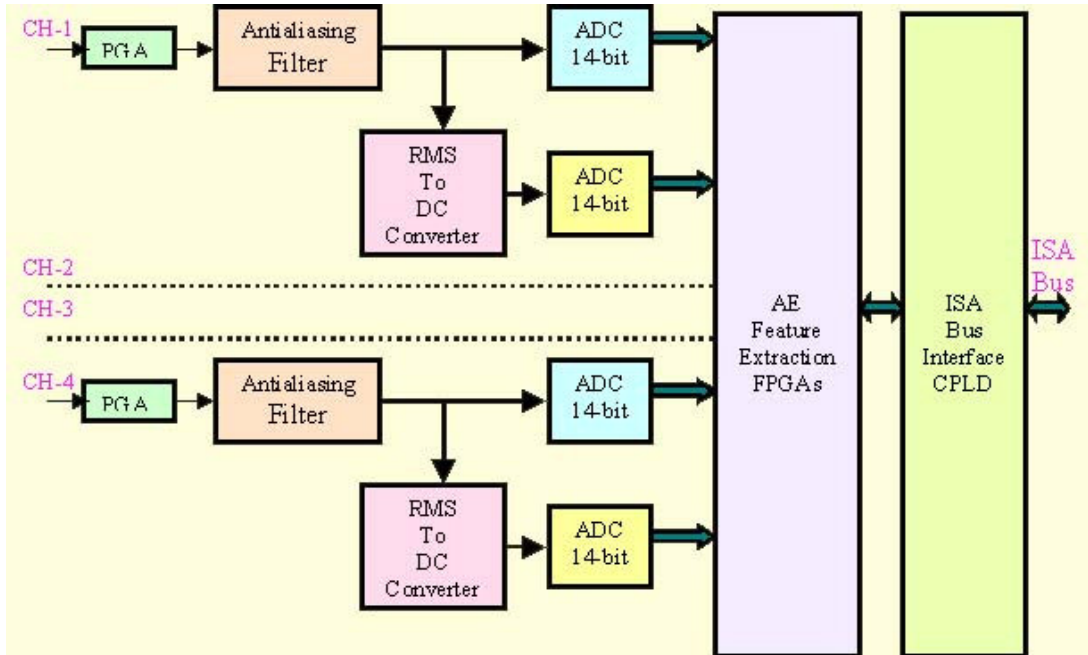 CH-1
PGA
Antialiasing
Filter
ADC
14-bit
RMS
To
DC
Converter
ADC
14-bit
CH-2
CH-3
CH-4
PGA
Antialiasing
Filter
ADC
14-bit
RMS
To
DC
Converter
ADC
14-bit
AE
Feature
Extraction
FPGAs
ISA
Bus
Interface
CPLD
ISA
Bus